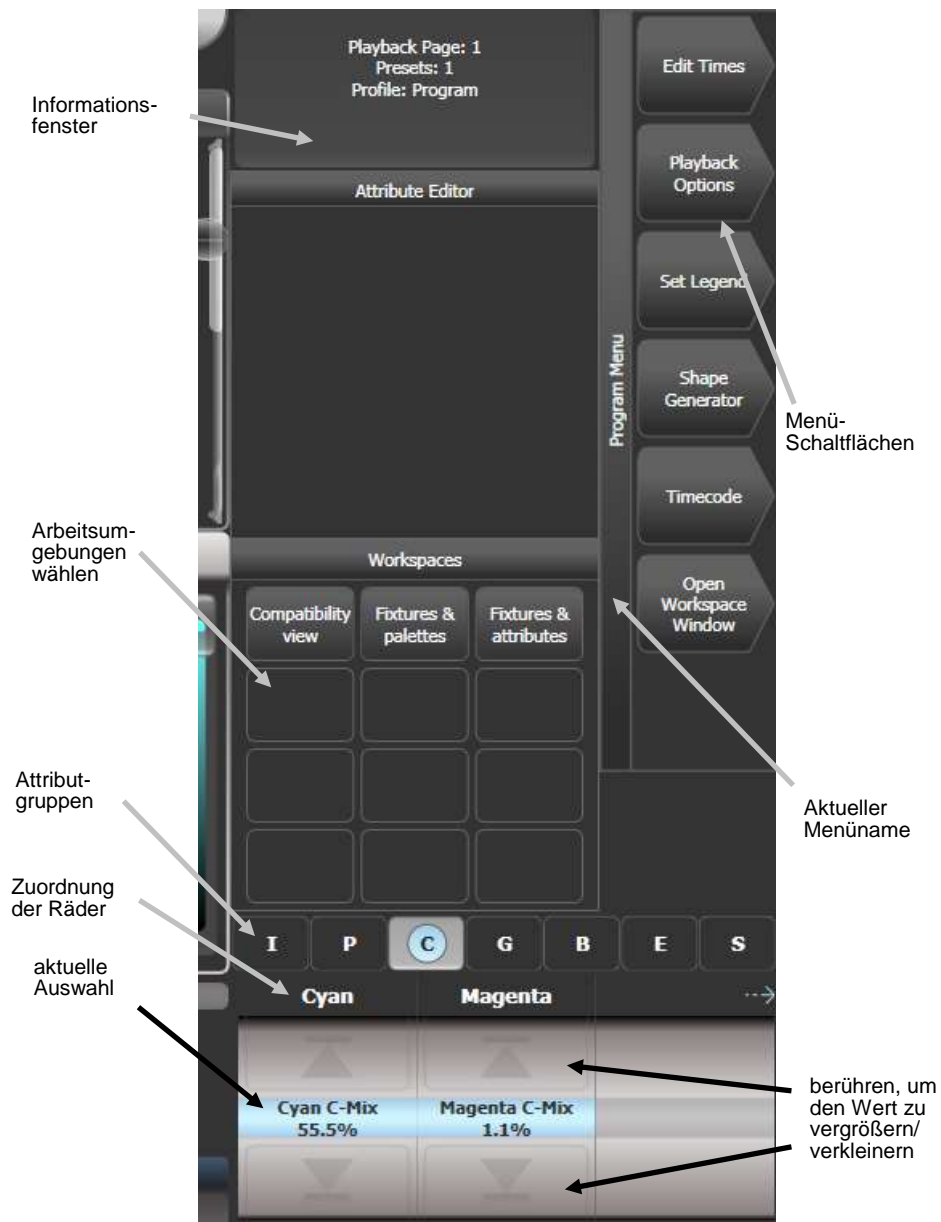 Playback Page: 1
Presets: 1
Profile: Program
Edit Times
Informations-
fenster
Playback
Options
Attribute Editor
Set Legend
Program Menu
Shape
Generator
Menü-
Schaltflächen
Timecode
Arbeitsum-
gebungen
wählen
Workspaces
Open
Workspace
Window
Compatibility
view
Fixtures &
palettes
Fixtures &
attributes
Attribut-
gruppen
Aktueller
Menüname
Zuordnung
der Räder
I P C G B E S
aktuelle
Auswahl
Cyan Magenta
berühren, um
den Wert zu
vergrößern/
verkleinern
Cyan C-Mix
55.5%
Magenta C-Mix
1.1%